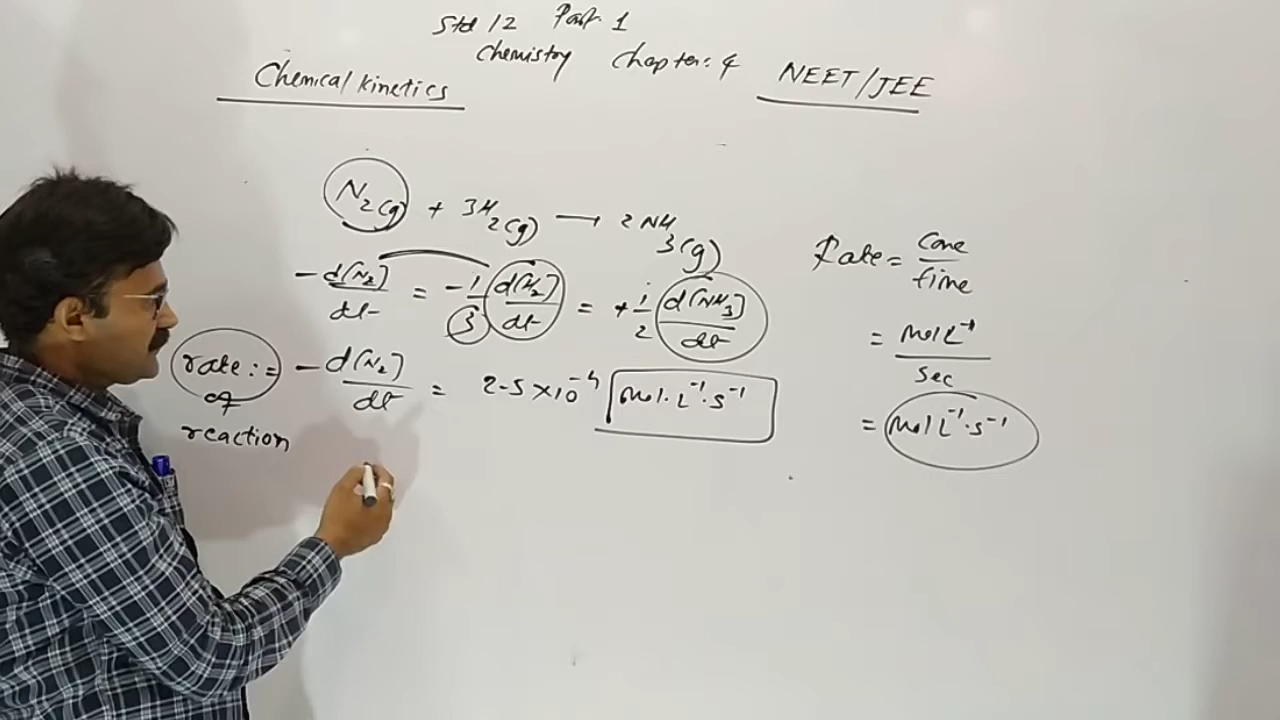 Std 12 Part. 1
Chemistry Chapter: 4
Chemical kinetics
NEET/JEE
N2(g) + 3H2(g) → 2NH3(g)
-d[N2]/dt = -1/3 d[H2]/dt = +1/2 d[NH3]/dt
rate := -d[N2]/dt = 2.5×10⁻⁴ mol·L⁻¹·s⁻¹
of
reaction
Rate = Conc/time
= mol L⁻¹/sec
= mol L⁻¹·s⁻¹